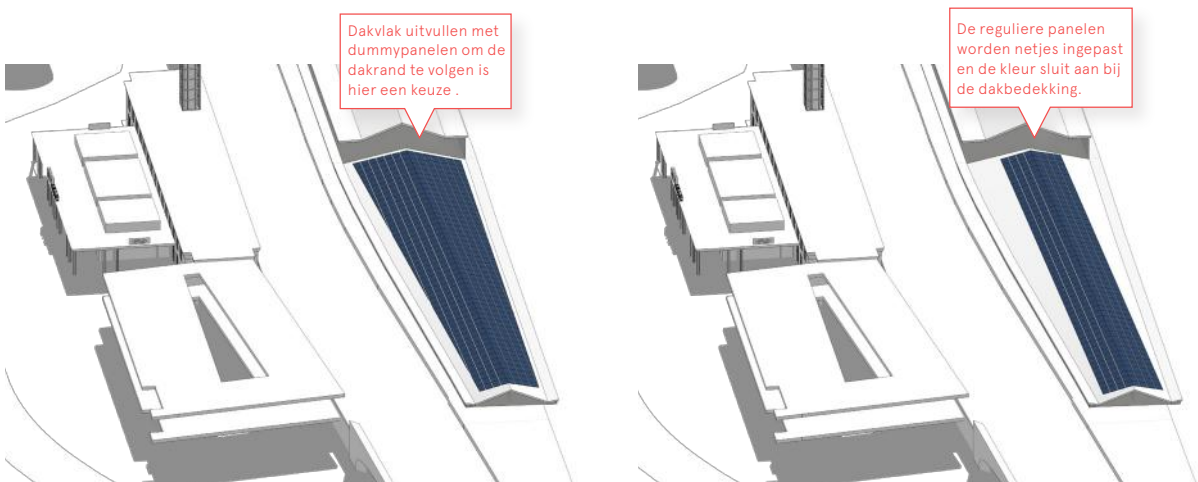 Dakvlak uitvullen met
dummypanelen om de
dakrand te volgen is
hier een keuze .
De reguliere panelen
worden netjes ingepast
en de kleur sluit aan bij
de dakbedekking.